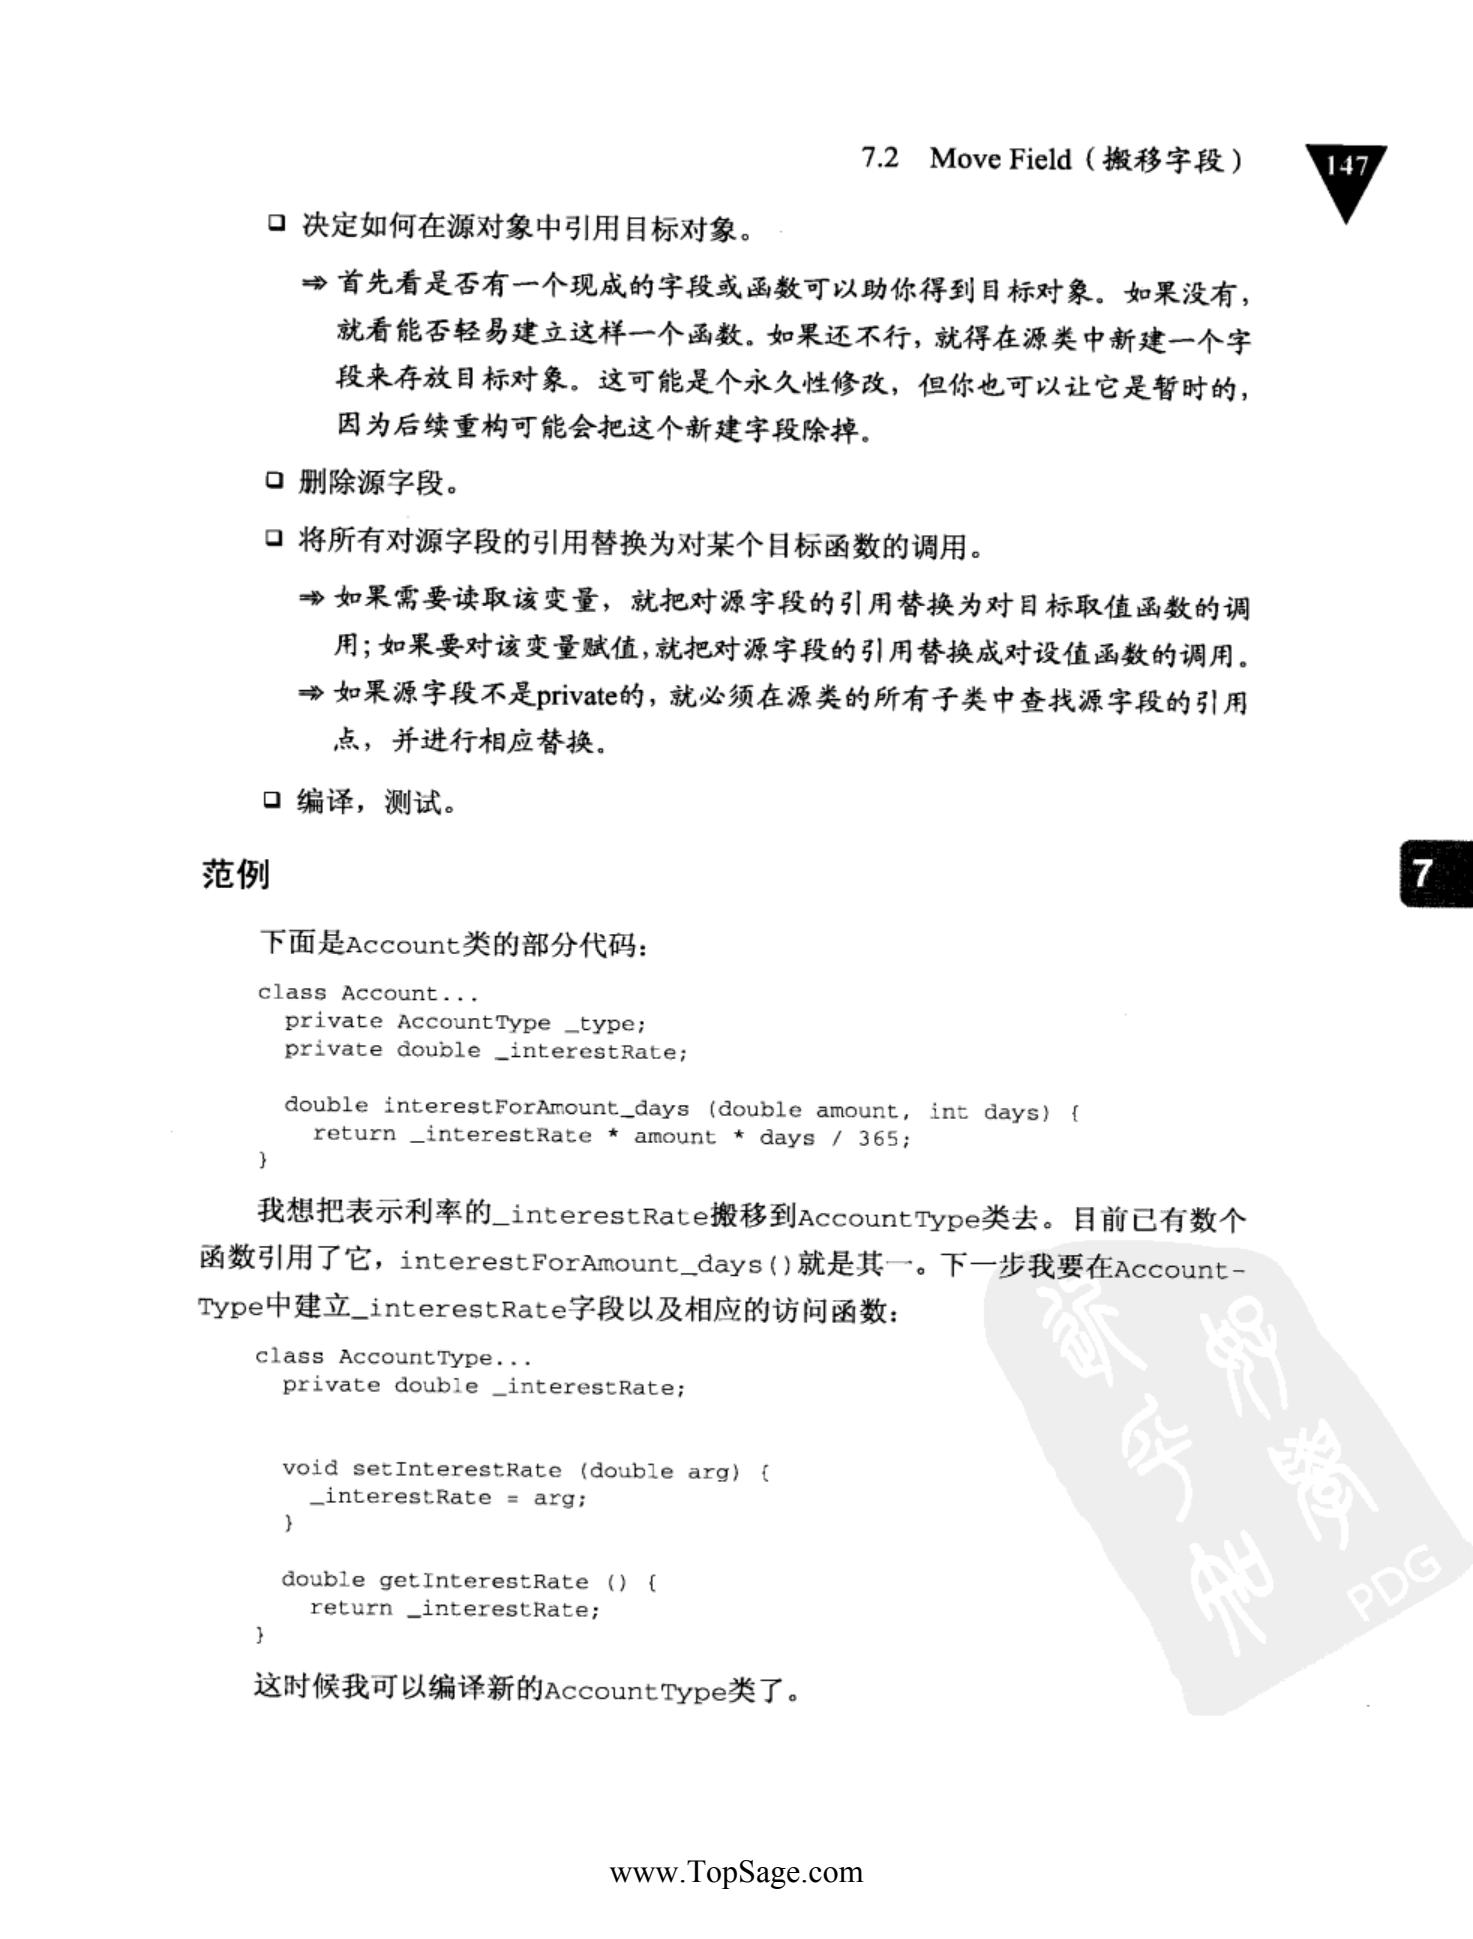 7.2 Move Field（搬移字段）
147
❑ 决定如何在源对象中引用目标对象。
⇒ 首先看是否有一个现成的字段或函数可以助你得到目标对象。如果没有，
就看能否轻易建立这样一个函数。如果还不行，就得在源类中新建一个字
段来存放目标对象。这可能是个永久性修改，但你也可以让它是暂时的，
因为后续重构可能会把这个新建字段除掉。
❑ 删除源字段。
❑ 将所有对源字段的引用替换为对某个目标函数的调用。
⇒ 如果需要读取该变量，就把对源字段的引用替换为对目标取值函数的调
用；如果要对该变量赋值，就把对源字段的引用替换成对设值函数的调用。
⇒ 如果源字段不是private的，就必须在源类的所有子类中查找源字段的引用
点，并进行相应替换。
❑ 编译，测试。
范例
7
下面是Account类的部分代码：
class Account...
private AccountType _type;
private double _interestRate;
double interestForAmount_days (double amount, int days) {
return _interestRate * amount * days / 365;
}
我想把表示利率的_interestRate搬移到AccountType类去。目前已有数个
函数引用了它，interestForAmount_days()就是其一。下一步我要在Account-
Type中建立_interestRate字段以及相应的访问函数：
class AccountType...
private double _interestRate;
void setInterestRate (double arg) {
_interestRate = arg;
}
double getInterestRate () {
return _interestRate;
}
PDG
这时候我可以编译新的AccountType类了。
www.TopSage.com